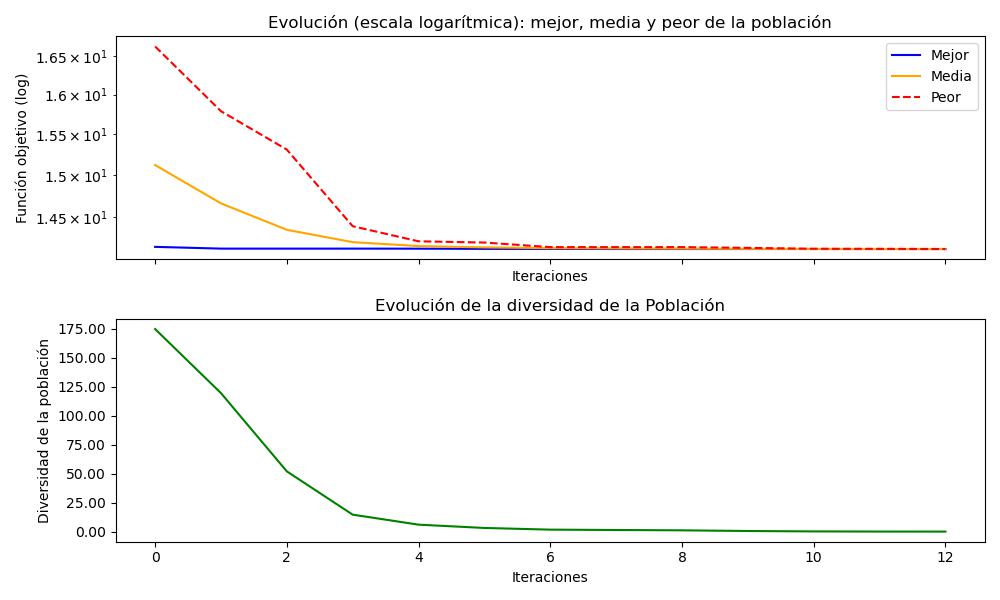 Evolución (escala logarítmica): mejor, media y peor de la población
Función objetivo (log)
1.65 × 10¹
1.6 × 10¹
1.55 × 10¹
1.5 × 10¹
1.45 × 10¹
Mejor
Media
Peor
Iteraciones
Evolución de la diversidad de la Población
Diversidad de la población
175.00
150.00
125.00
100.00
75.00
50.00
25.00
0.00
0 2 4 6 8 10 12
Iteraciones